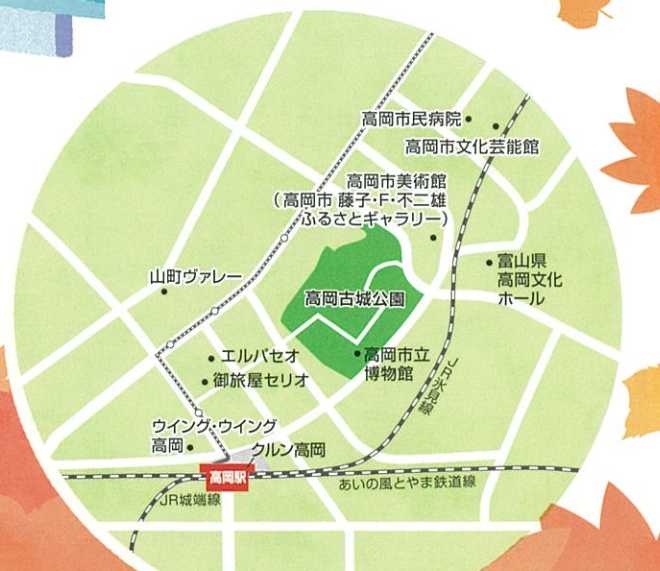 高岡市民病院
高岡市文化芸能館
高岡市美術館
（高岡市 藤子・F・不二雄
ふるさとギャラリー）
富山県
高岡文化
ホール
山町ヴァレー
高岡古城公園
エルパセオ
高岡市立
博物館
御旅屋セリオ
JR氷見線
ウイング・ウイング
高岡
クルン高岡
高岡駅
あいの風とやま鉄道線
JR城端線